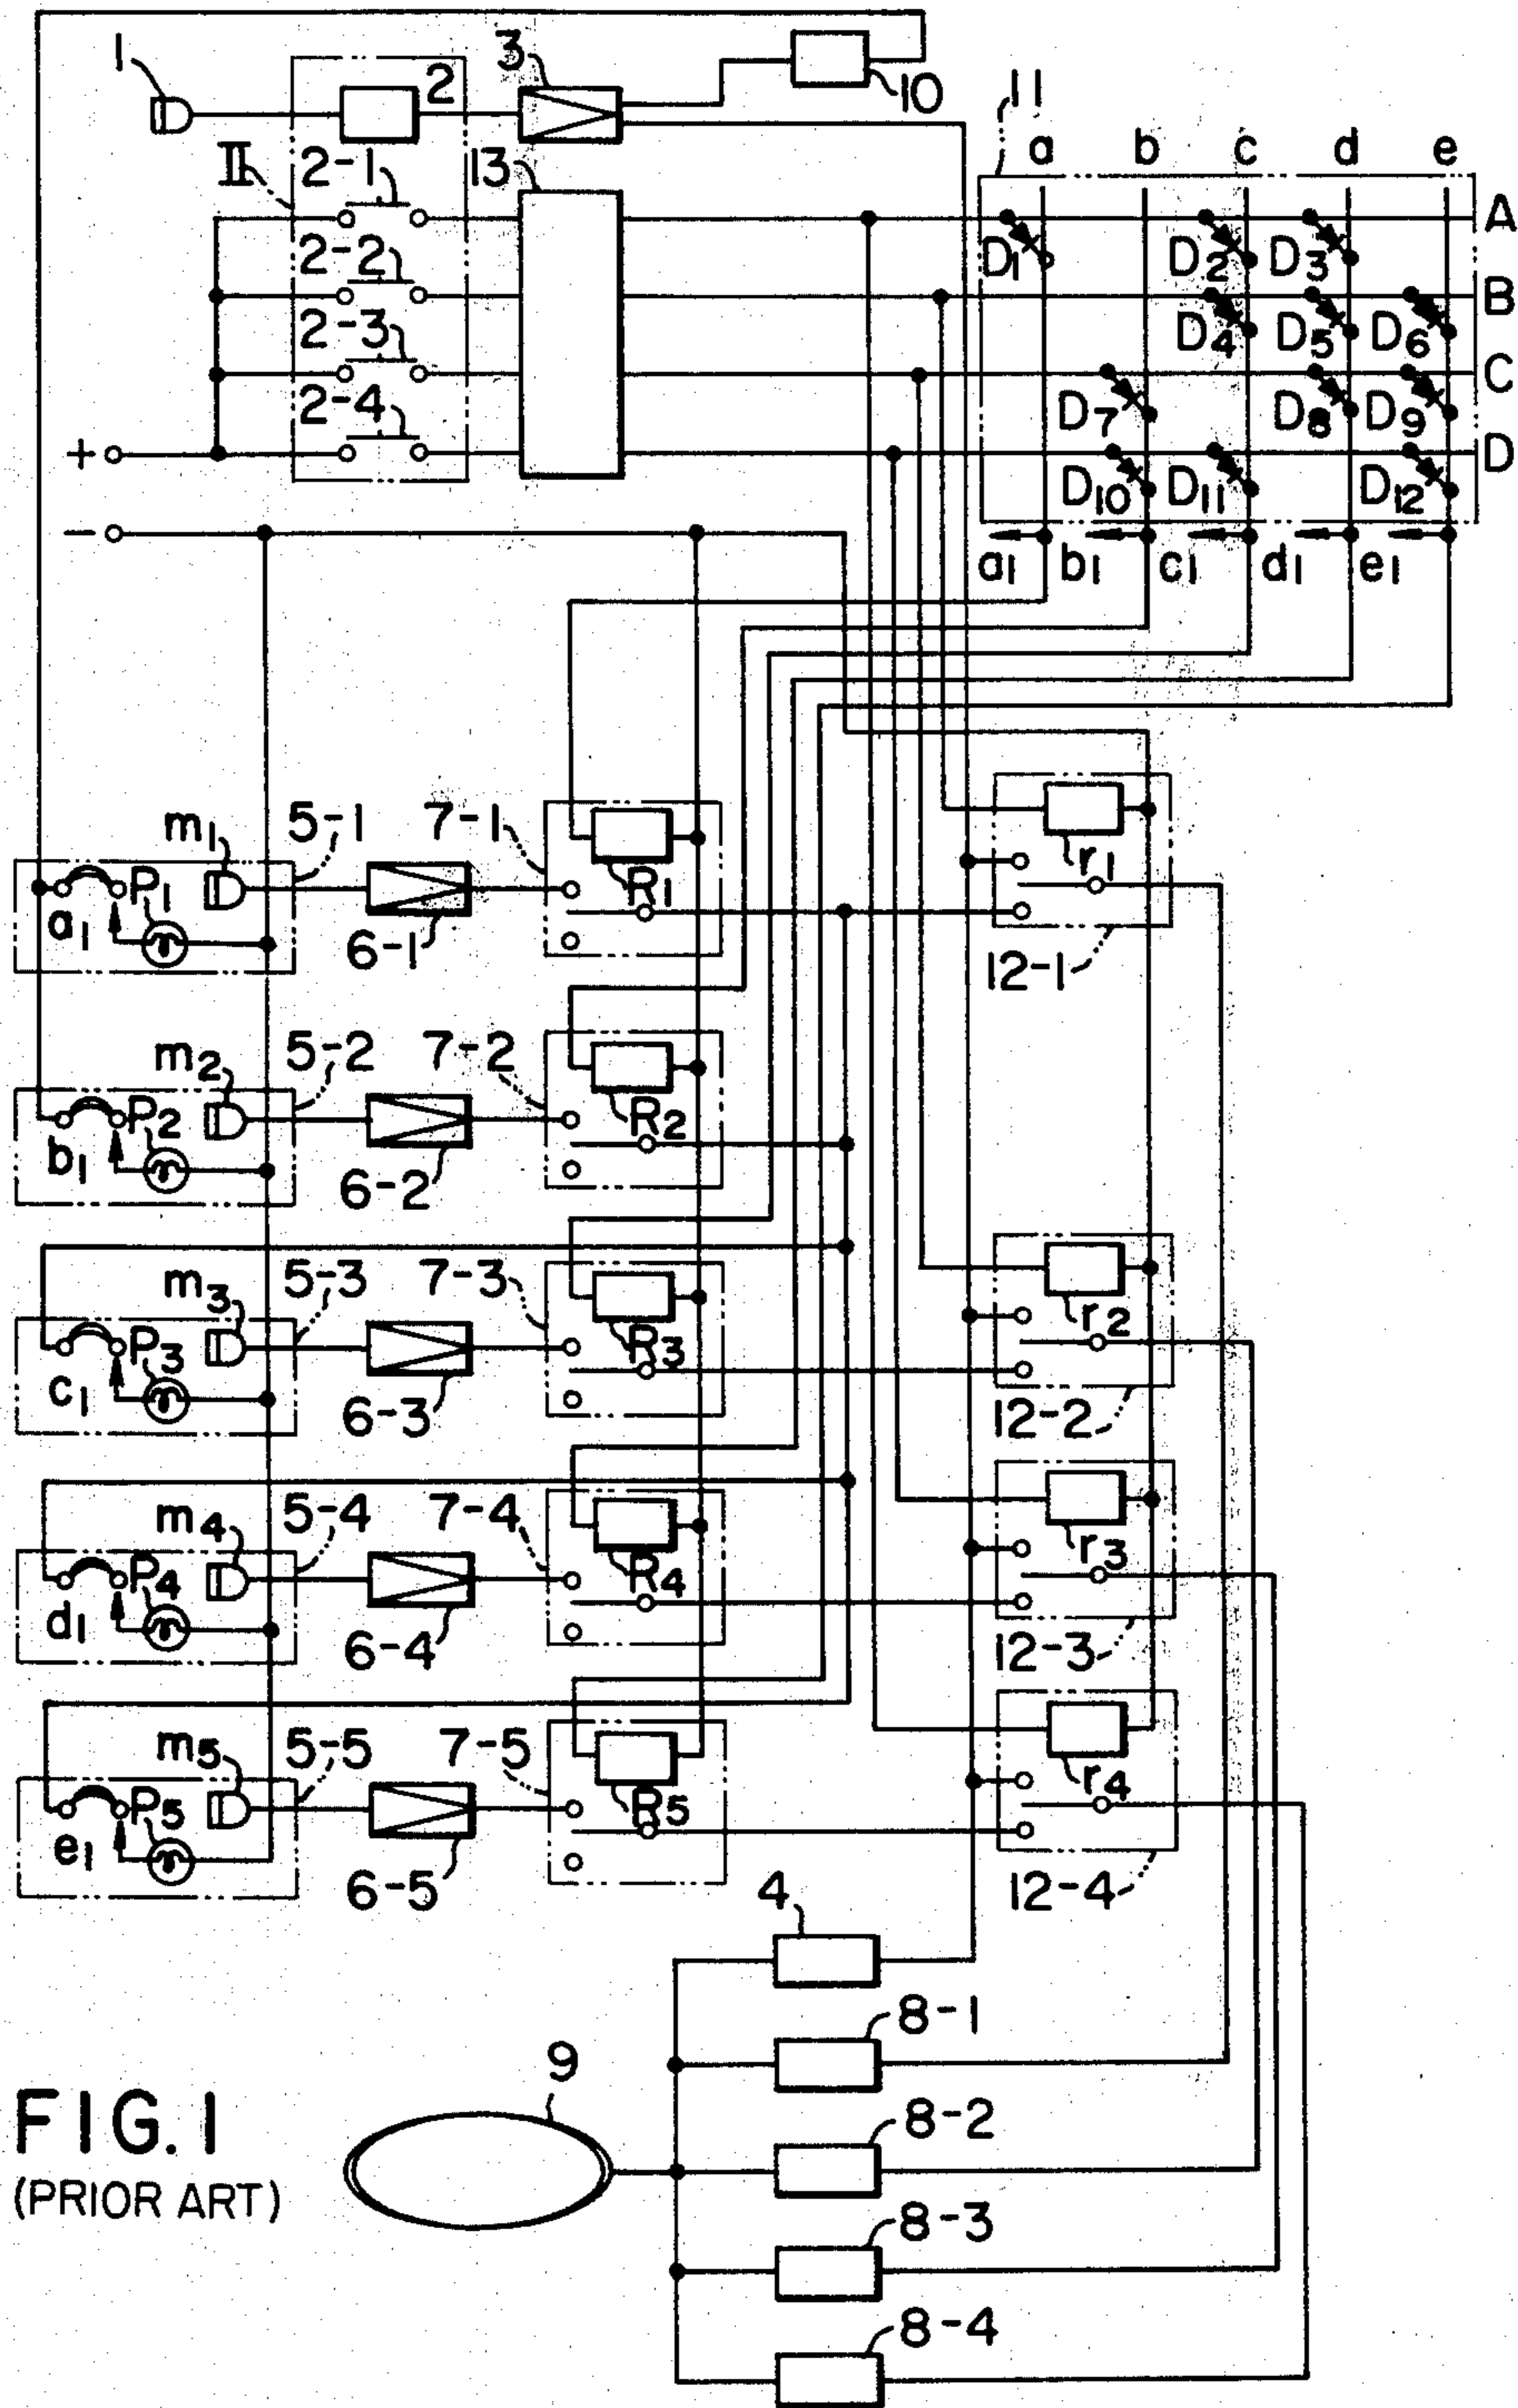 1
2
3
10
11
II
2-1
13
a b c d e
A
D1 D2 D3
2-2
B
D4 D5 D6
2-3
C
D7 D8 D9
2-4
+
D
D10 D11 D12
−
a1 b1 c1 d1 e1
m1 5-1 7-1
P1
a1
R1
r1
6-1
12-1
m2 5-2 7-2
P2
b1
R2
6-2
m3 5-3 7-3
P3
c1
R3
r2
6-3
12-2
m4 5-4 7-4
P4
d1
R4
r3
6-4
12-3
m5 5-5 7-5
P5
e1
R5
r4
6-5
12-4
4
8-1
9
8-2
8-3
8-4
FIG. 1
(PRIOR ART)